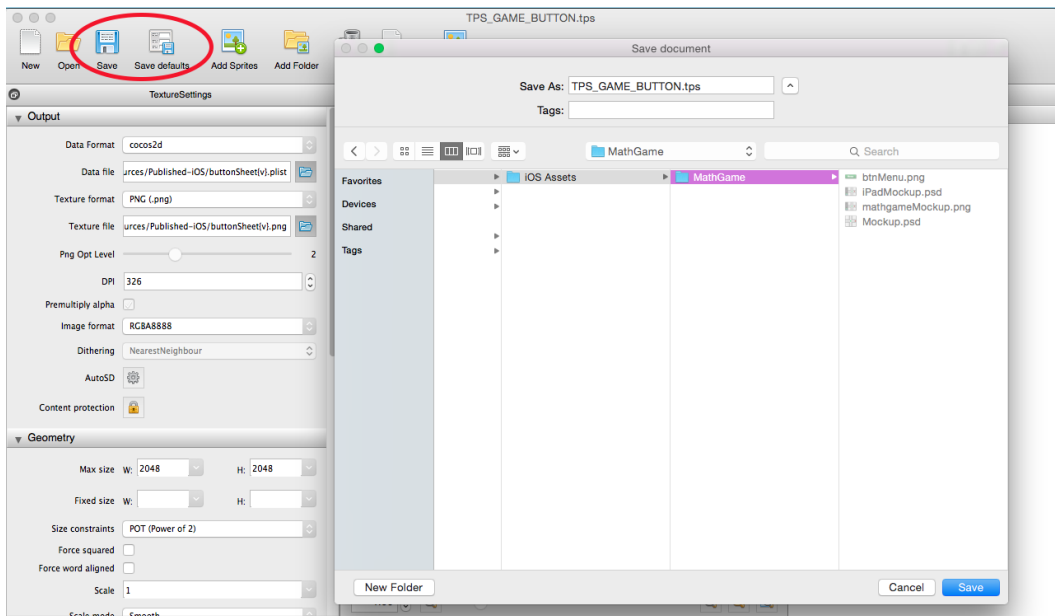 TPS_GAME_BUTTON.tps
New Open Save Save defaults Add Sprites Add Folder
TextureSettings
Output
Data Format cocos2d
Data file urces/Published-iOS/buttonSheet{v}.plist
Texture format PNG (.png)
Texture file urces/Published-iOS/buttonSheet{v}.png
Png Opt Level 2
DPI 326
Premultiply alpha
Image format RGBA8888
Dithering NearestNeighbour
AutoSD
Content protection
Geometry
Max size W: 2048 H: 2048
Fixed size W: H:
Size constraints POT (Power of 2)
Force squared
Force word aligned
Scale 1
Scale mode Smooth
Save document
Save As: TPS_GAME_BUTTON.tps
Tags:
MathGame
Search
Favorites
Devices
Shared
Tags
iOS Assets
MathGame
btnMenu.png
iPadMockup.psd
mathgameMockup.png
Mockup.psd
New Folder
Cancel
Save